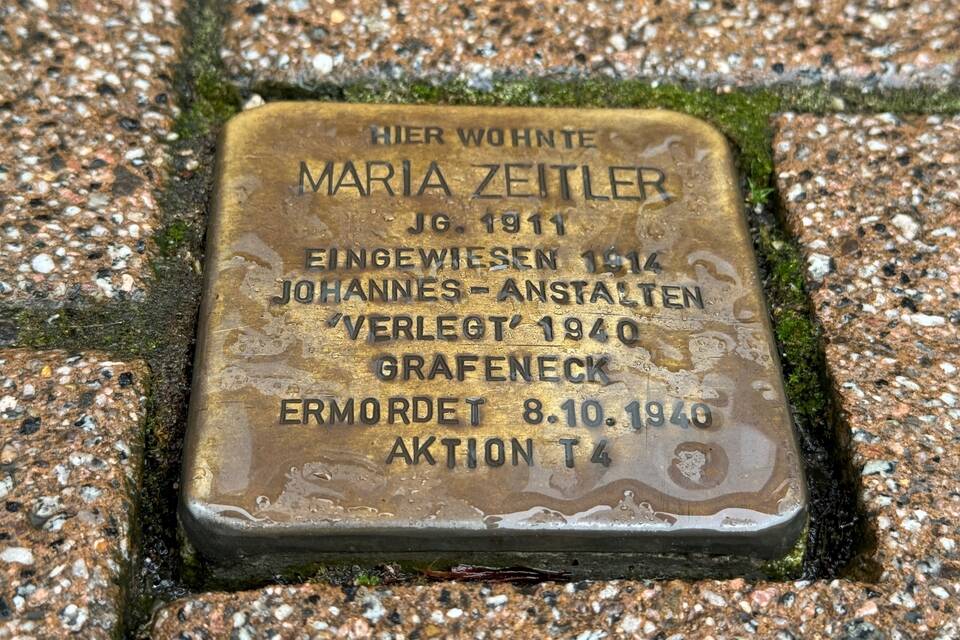 HIER WOHNTE
MARIA ZEITLER
JG. 1911
EINGEWIESEN 1914
JOHANNES-ANSTALTEN
'VERLEGT' 1940
GRAFENECK
ERMORDET 8.10.1940
AKTION T4